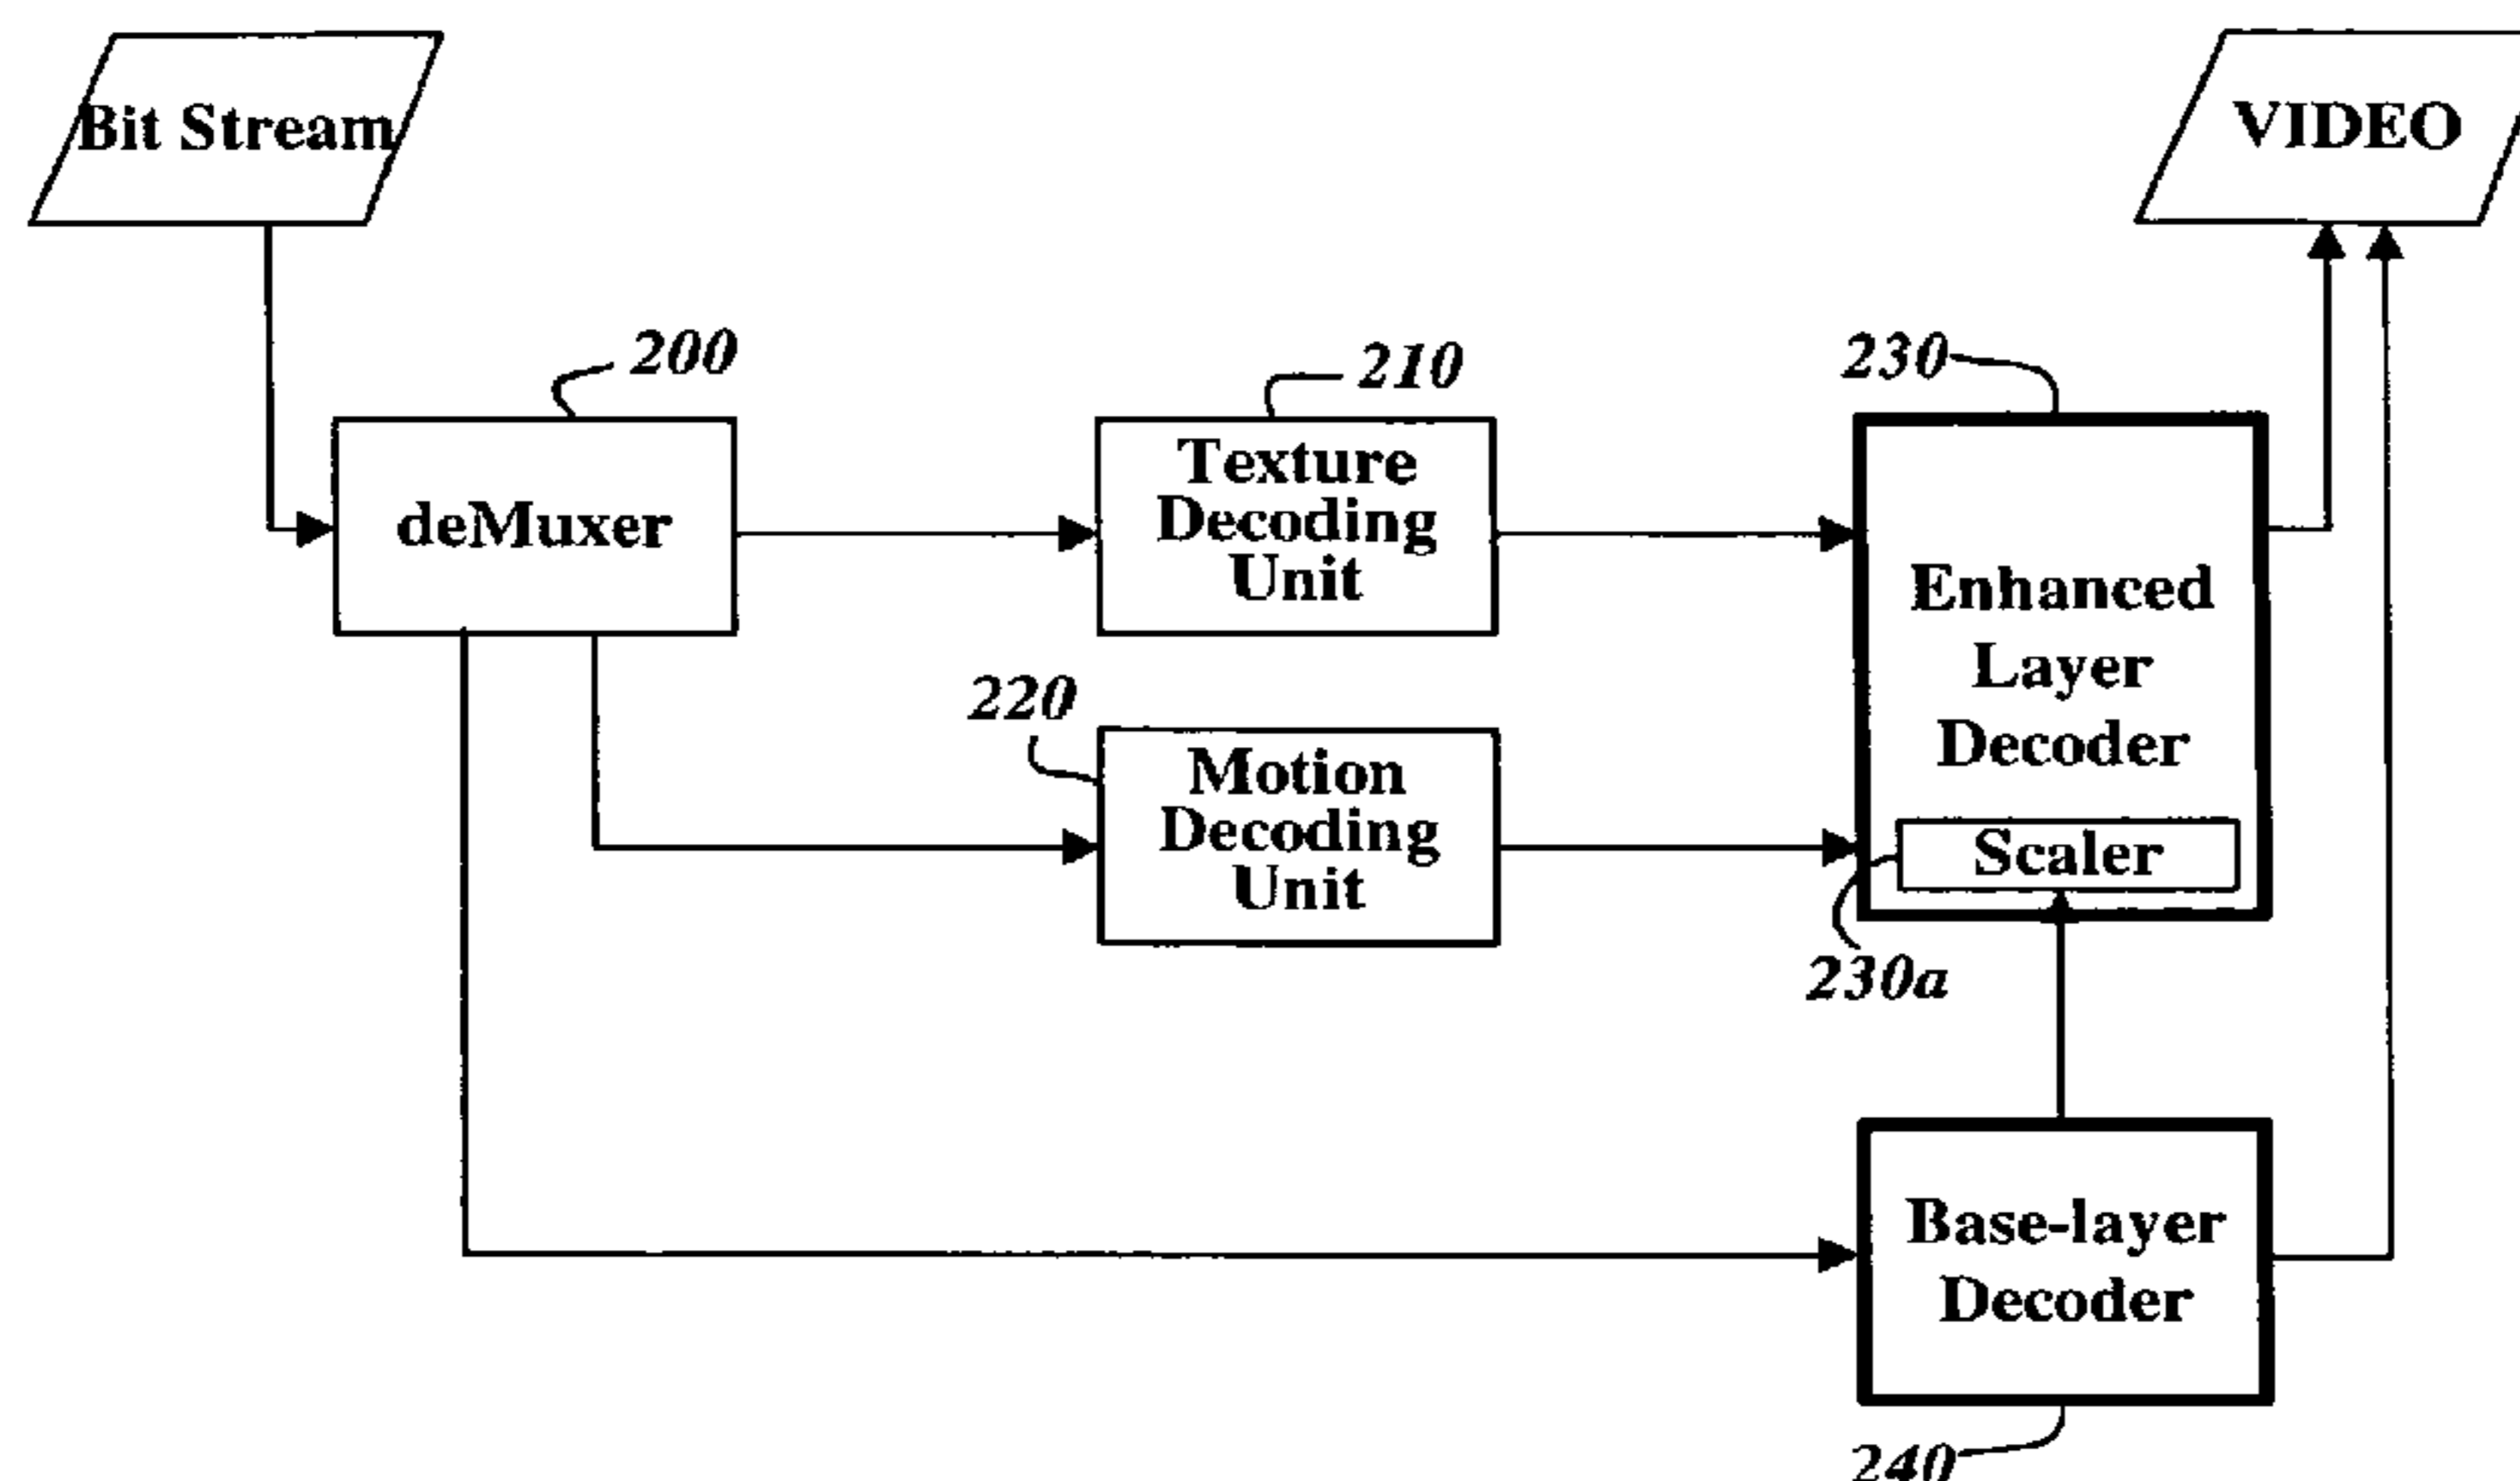 Bit Stream
VIDEO
200
210
230
deMuxer
Texture
Decoding
Unit
Enhanced
Layer
Decoder
220
Motion
Decoding
Unit
Scaler
230a
Base-layer
Decoder
240